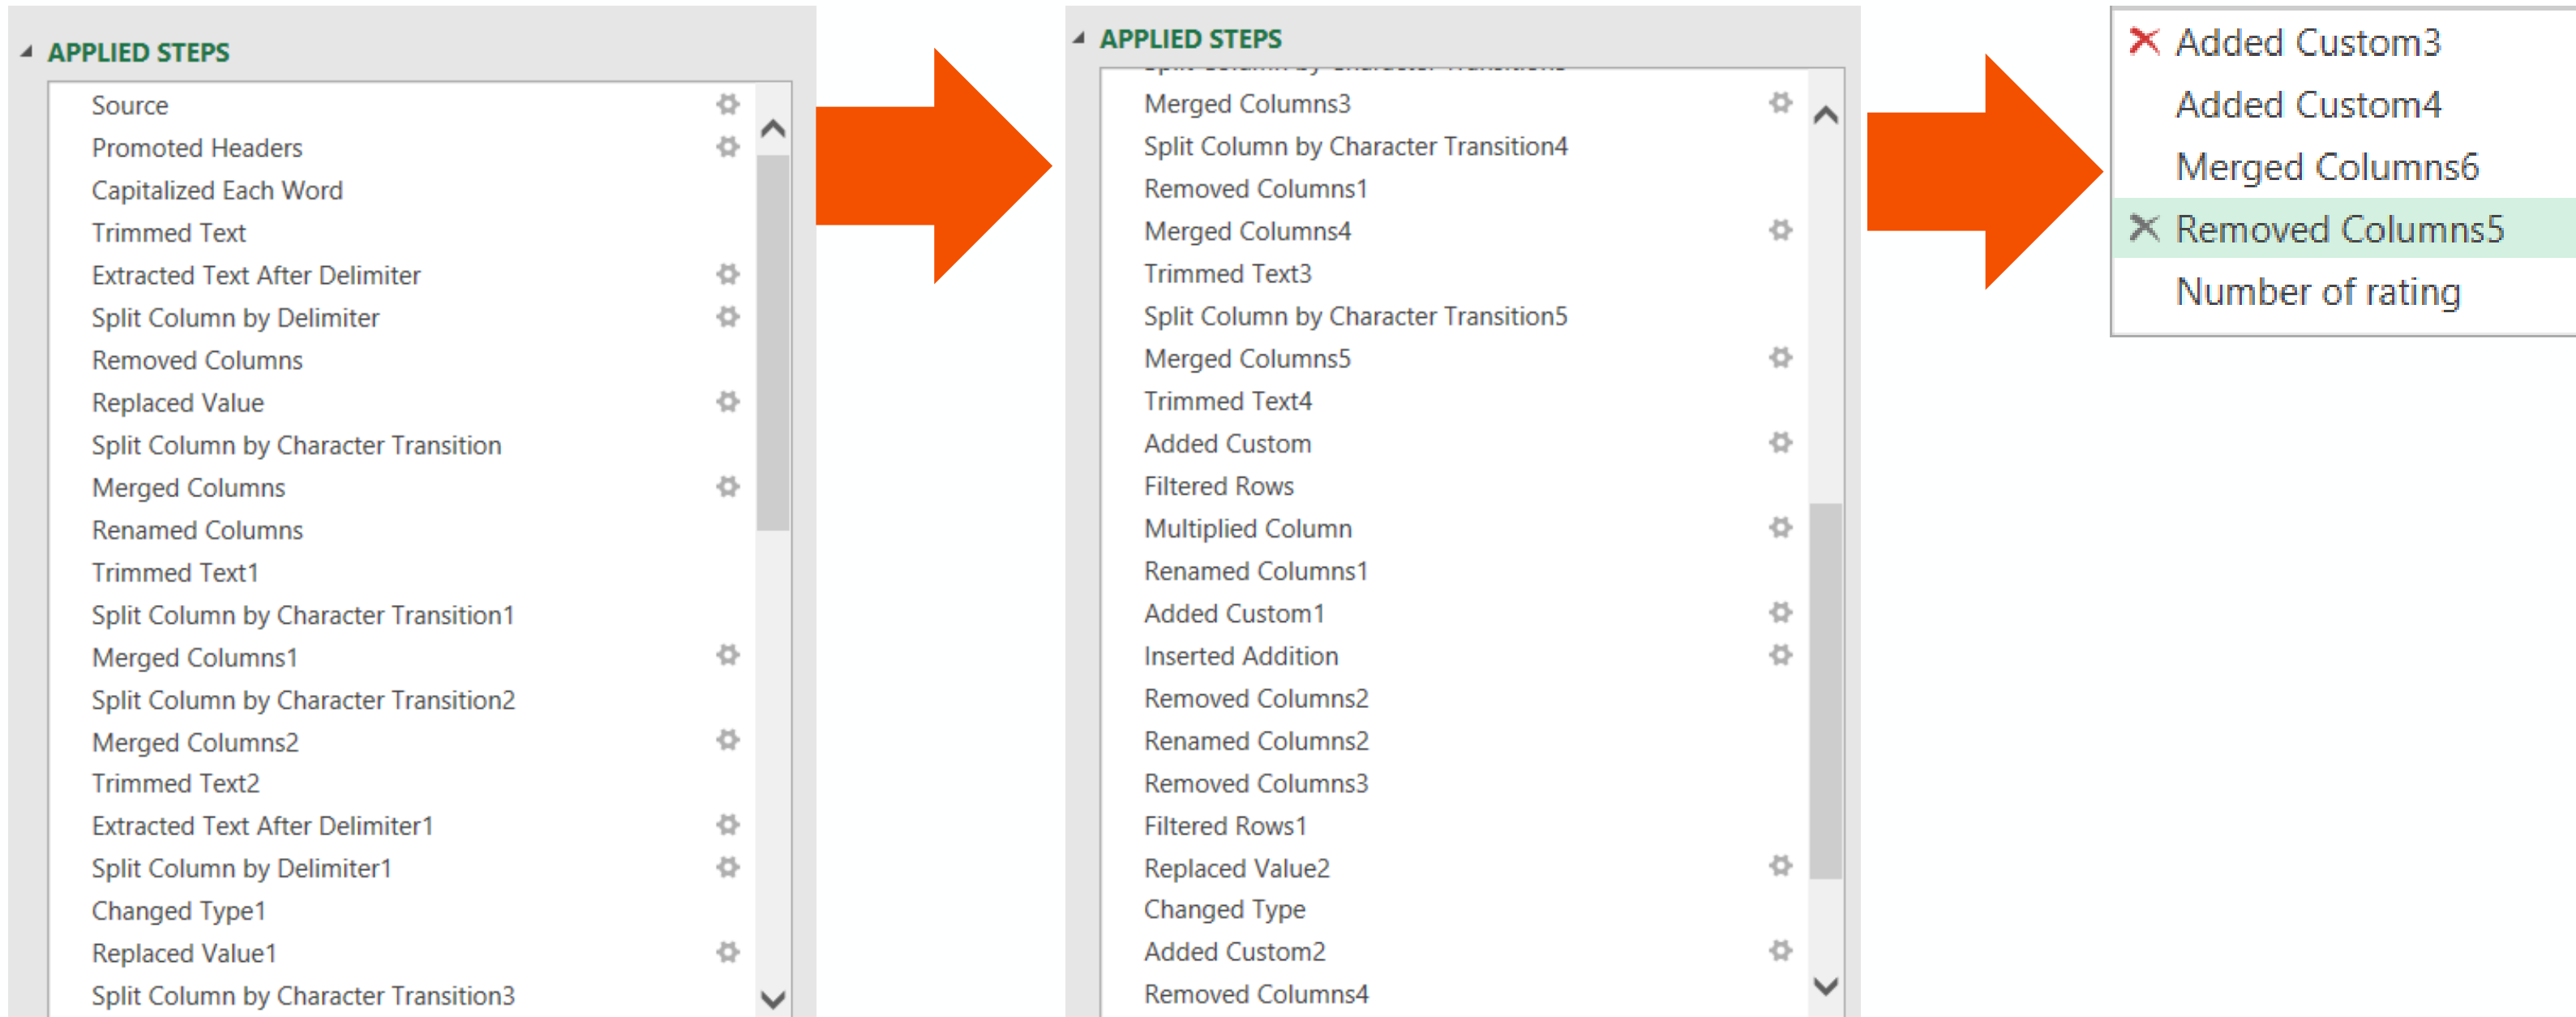 APPLIED STEPS
Source
Promoted Headers
Capitalized Each Word
Trimmed Text
Extracted Text After Delimiter
Split Column by Delimiter
Removed Columns
Replaced Value
Split Column by Character Transition
Merged Columns
Renamed Columns
Trimmed Text1
Split Column by Character Transition1
Merged Columns1
Split Column by Character Transition2
Merged Columns2
Trimmed Text2
Extracted Text After Delimiter1
Split Column by Delimiter1
Changed Type1
Replaced Value1
Split Column by Character Transition3
APPLIED STEPS
Merged Columns3
Split Column by Character Transition4
Removed Columns1
Merged Columns4
Trimmed Text3
Split Column by Character Transition5
Merged Columns5
Trimmed Text4
Added Custom
Filtered Rows
Multiplied Column
Renamed Columns1
Added Custom1
Inserted Addition
Removed Columns2
Renamed Columns2
Removed Columns3
Filtered Rows1
Replaced Value2
Changed Type
Added Custom2
Removed Columns4
Added Custom3
Added Custom4
Merged Columns6
Removed Columns5
Number of rating